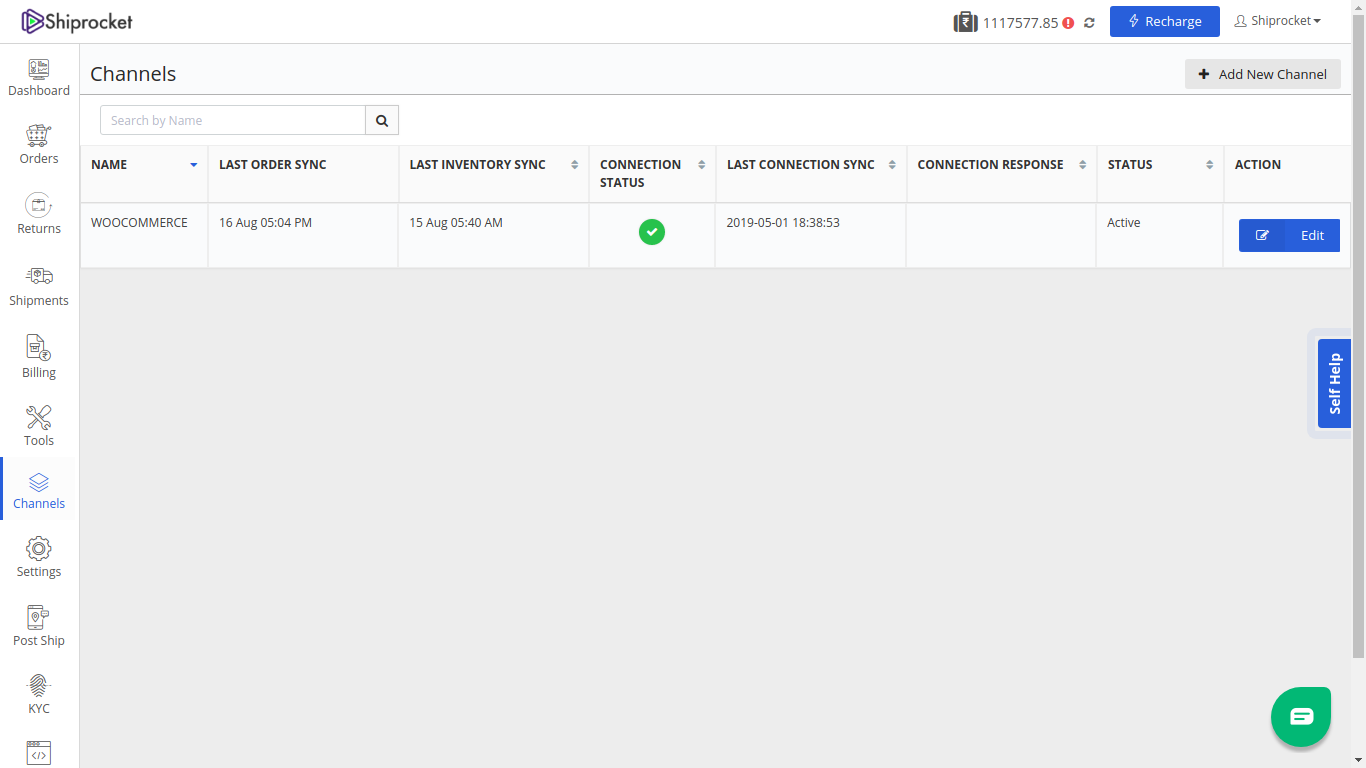 Shiprocket
1117577.85
Recharge
Shiprocket
Dashboard
Orders
Returns
Shipments
Billing
Tools
Channels
Settings
Post Ship
KYC
Channels
Add New Channel
Search by Name
NAME
LAST ORDER SYNC
LAST INVENTORY SYNC
CONNECTION
STATUS
LAST CONNECTION SYNC
CONNECTION RESPONSE
STATUS
ACTION
WOOCOMMERCE
16 Aug 05:04 PM
15 Aug 05:40 AM
2019-05-01 18:38:53
Active
Edit
Self Help